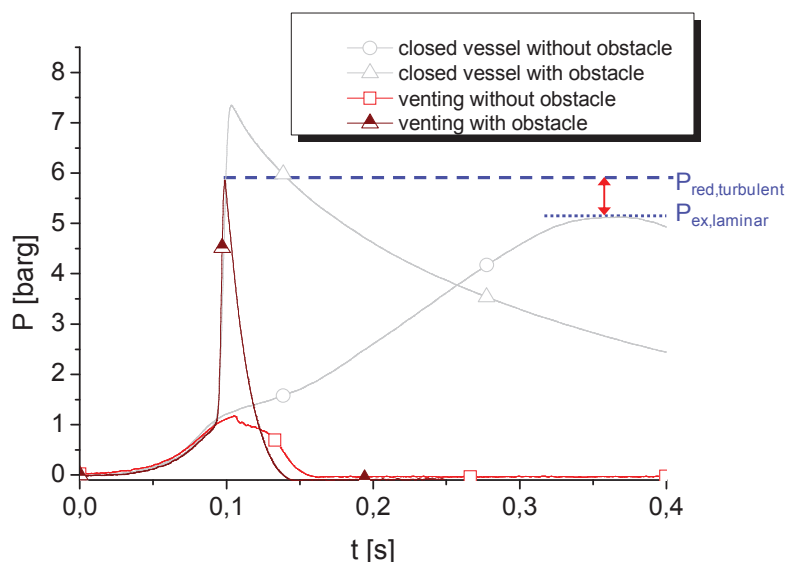 closed vessel without obstacle
closed vessel with obstacle
venting without obstacle
venting with obstacle
8
7
6
5
4
3
2
1
0
P [barg]
P_red,turbulent
P_ex,laminar
0,0 0,1 0,2 0,3 0,4
t [s]